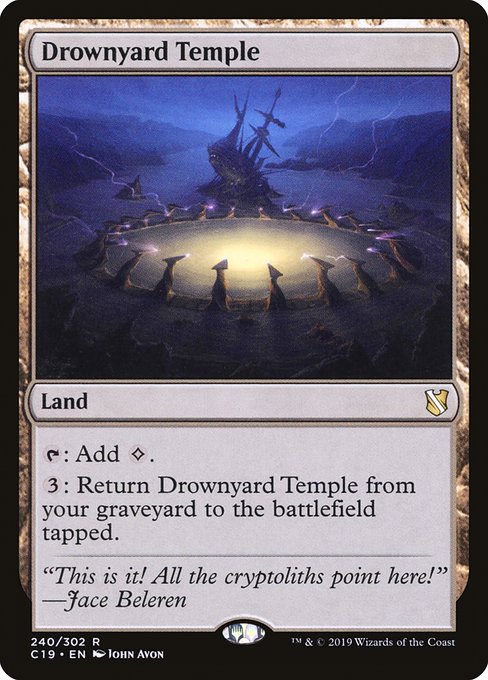 Drownyard Temple
Land
: Add .
3: Return Drownyard Temple from
your graveyard to the battlefield
tapped.
“This is it! All the cryptoliths point here!”
—Jace Beleren
240/302 R
C19 • EN John Avon
™ & © 2019 Wizards of the Coast